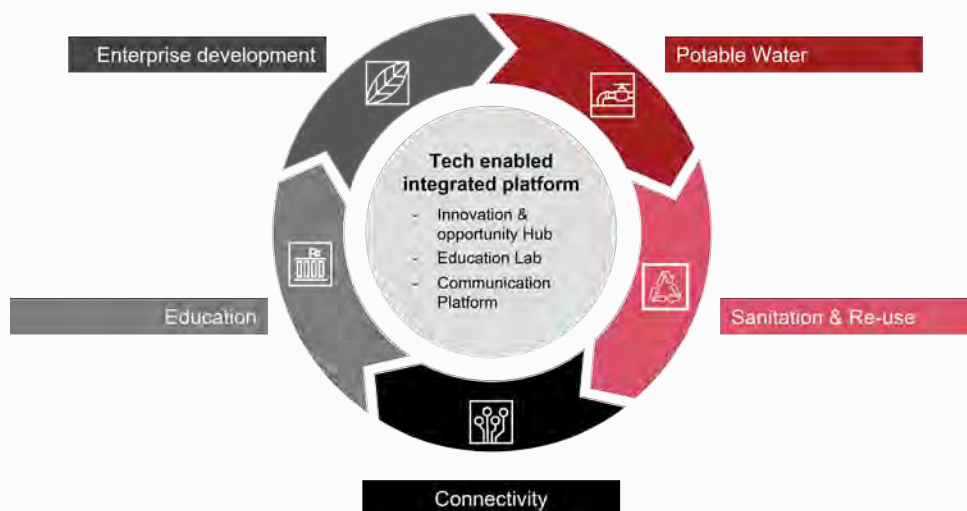 Enterprise development
Potable Water
Tech enabled
integrated platform
- Innovation &
opportunity Hub
- Education Lab
- Communication
Platform
Education
Sanitation & Re-use
Connectivity